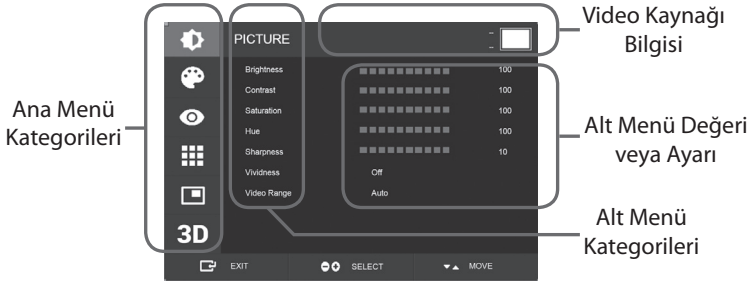 Video Kaynağı
Bilgisi
PICTURE
Brightness 100
Contrast 100
Saturation 100
Hue 100
Sharpness 10
Vividness Off
Video Range Auto
3D
EXIT SELECT MOVE
Ana Menü
Kategorileri
Alt Menü Değeri
veya Ayarı
Alt Menü
Kategorileri